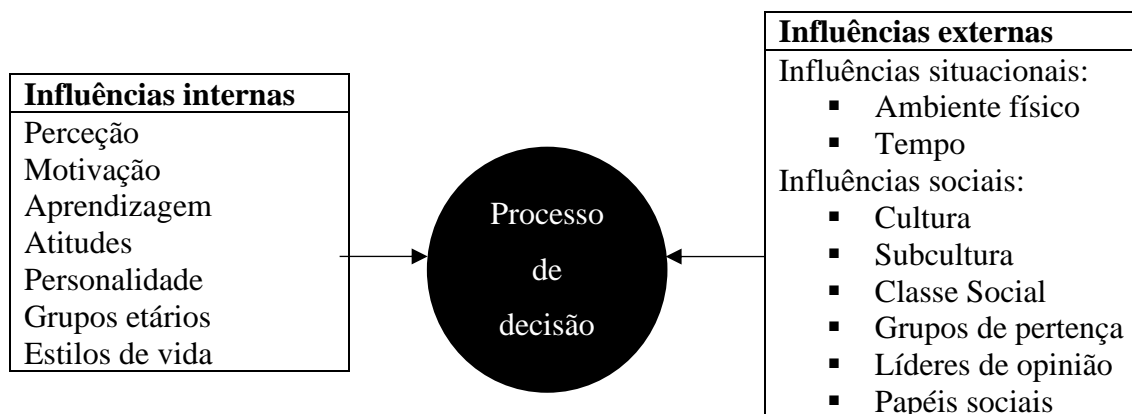 Influências internas
Perceção
Motivação
Aprendizagem
Atitudes
Personalidade
Grupos etários
Estilos de vida
Processo
de
decisão
Influências externas
Influências situacionais:
▪ Ambiente físico
▪ Tempo
Influências sociais:
▪ Cultura
▪ Subcultura
▪ Classe Social
▪ Grupos de pertença
▪ Líderes de opinião
▪ Papéis sociais